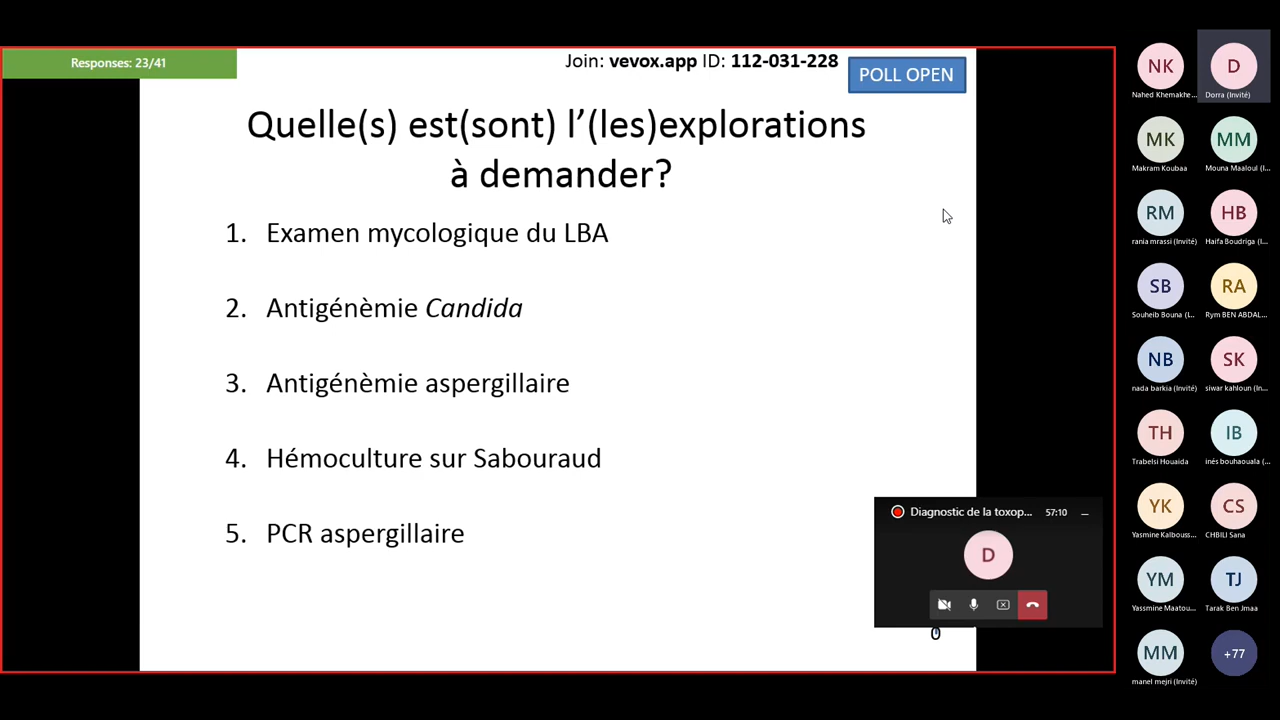 Responses: 23/41
Join: vevox.app ID: 112-031-228
POLL OPEN
Quelle(s) est(sont) l’(les)explorations
à demander?
1. Examen mycologique du LBA
2. Antigénèmie Candida
3. Antigénèmie aspergillaire
4. Hémoculture sur Sabouraud
5. PCR aspergillaire
Diagnostic de la toxop... 57:10
D
0
NK
Nahed Khemakhe...
D
Dorra (Invité)
MK
Makram Koubaa
MM
Mouna Maaloul (I...
RM
rania mrassi (Invité)
HB
Haifa Boudriga (I...
SB
Souheib Bouna (I...
RA
Rym BEN ABDAL...
NB
nada barkia (Invité)
SK
siwar kahloun (In...
TH
Trabelsi Houaida
IB
inés bouhaouala (...
YK
Yasmine Kalbouss...
CS
CHBILI Sana
YM
Yassmine Maatou...
TJ
Tarak Ben Jmaa
MM
manel mejri (Invité)
+77